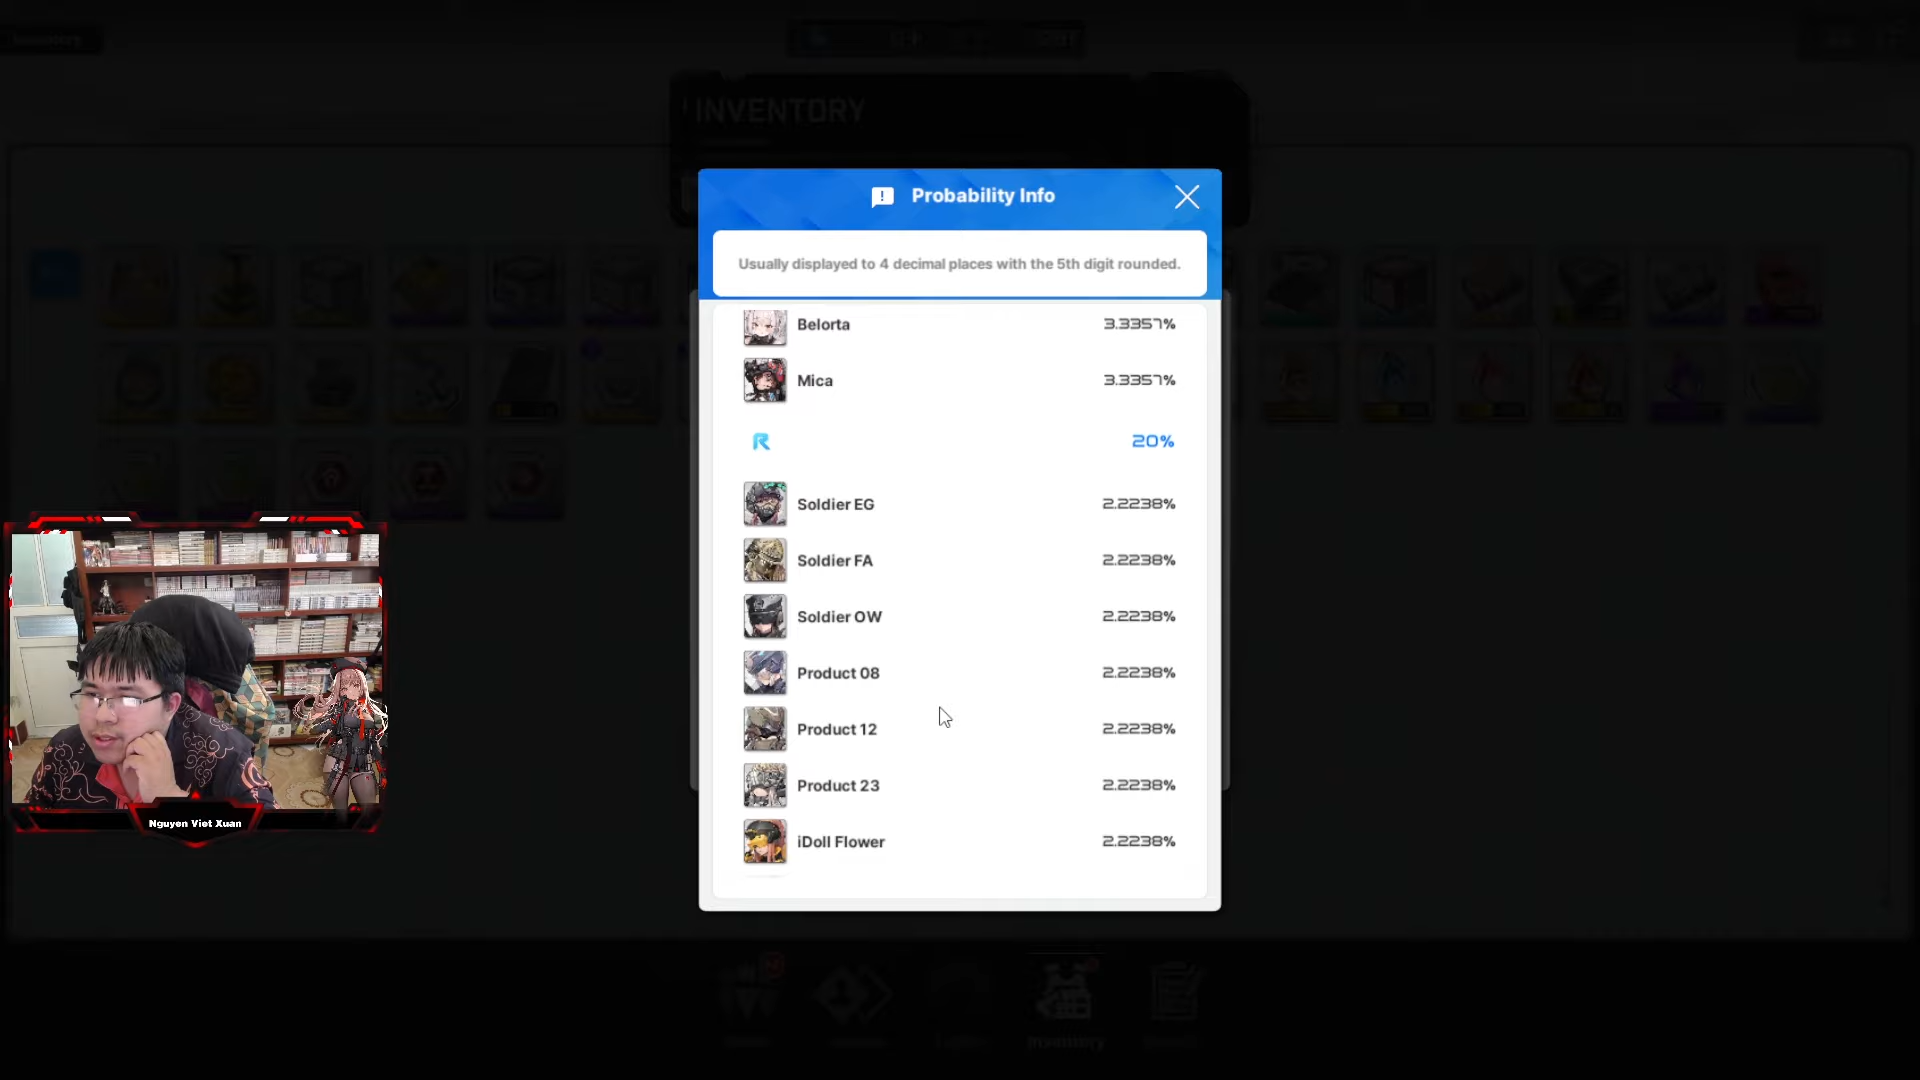 Inventory
INVENTORY
Probability Info
Usually displayed to 4 decimal places with the 5th digit rounded.
Belorta 3.3357%
Mica 3.3357%
R 20%
Soldier EG 2.2238%
Soldier FA 2.2238%
Soldier OW 2.2238%
Product 08 2.2238%
Product 12 2.2238%
Product 23 2.2238%
iDoll Flower 2.2238%
Nguyen Viet Xuan
Inventory